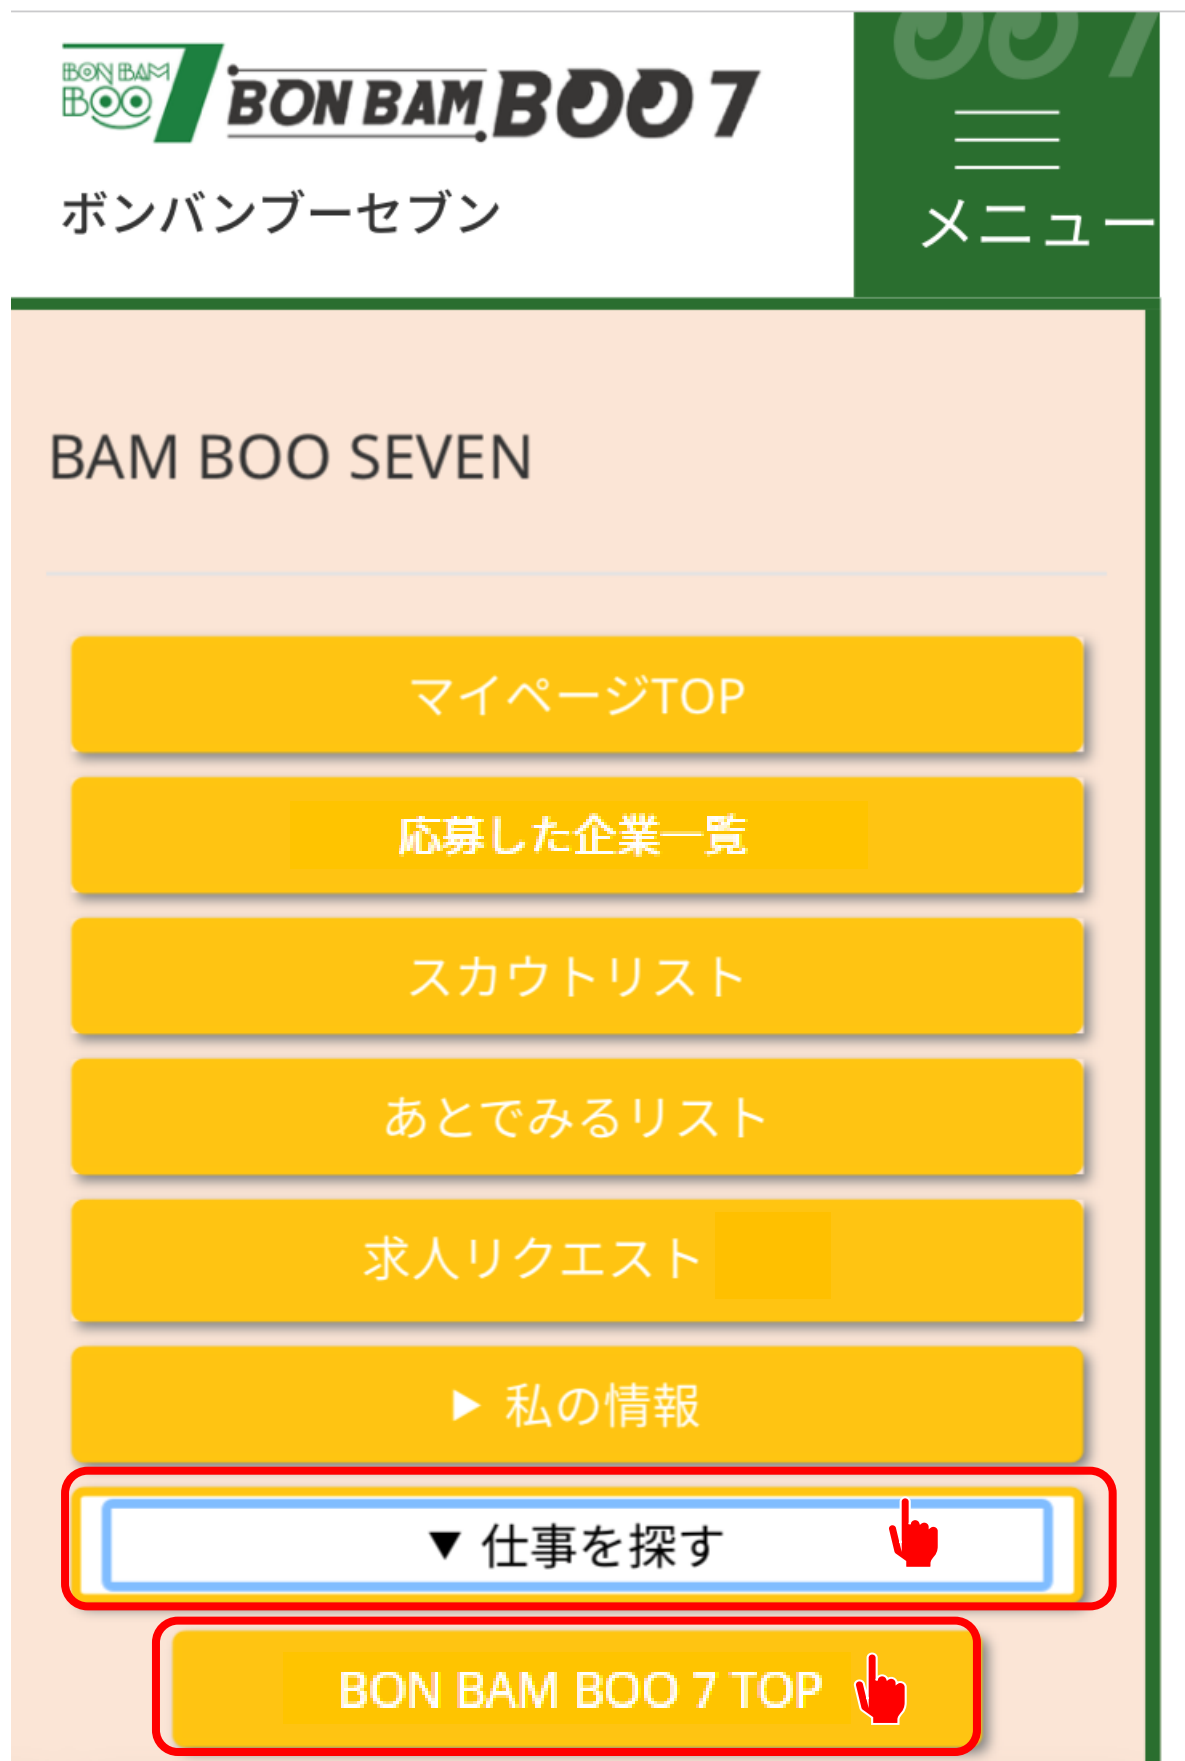 BON BAM
BOO 7
BON BAM BOO 7
ボンバンブーセブン
メニュー
BAM BOO SEVEN
マイページTOP
応募した企業一覧
スカウトリスト
あとでみるリスト
求人リクエスト
▶ 私の情報
▼ 仕事を探す
BON BAM BOO 7 TOP